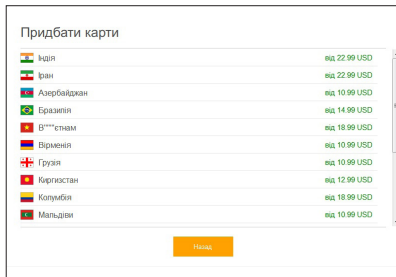 Придбати карти
Індія від 22.99 USD
Іран від 22.99 USD
Азербайджан від 10.99 USD
Бразилія від 14.99 USD
В****єтнам від 18.99 USD
Вірменія від 10.99 USD
Грузія від 10.99 USD
Киргизстан від 12.99 USD
Колумбія від 18.99 USD
Мальдіви від 10.99 USD
Назад